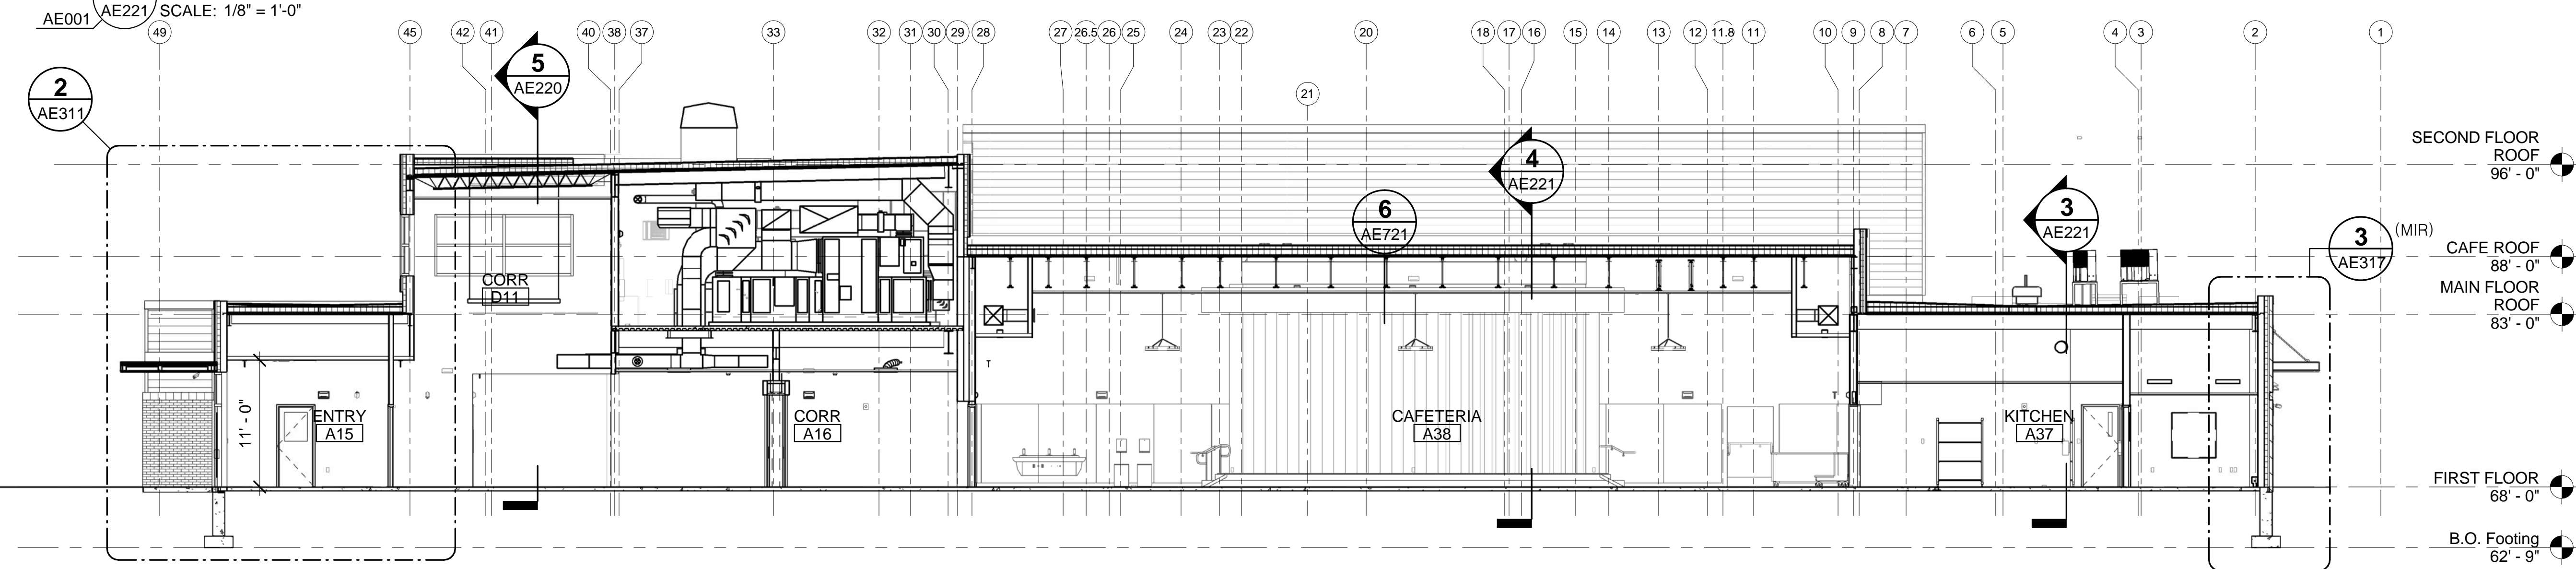 AE001
AE221
SCALE: 1/8" = 1'-0"
49
45
42
41
40
38
37
33
32
31
30
29
28
27
26.5
26
25
24
23
22
21
20
18
17
16
15
14
13
12
11.8
11
10
9
8
7
6
5
4
3
2
1
2
AE311
5
AE220
6
AE721
4
AE221
3
AE221
3
AE317
(MIR)
SECOND FLOOR
ROOF
96' - 0"
CAFE ROOF
88' - 0"
MAIN FLOOR
ROOF
83' - 0"
FIRST FLOOR
68' - 0"
B.O. Footing
62' - 9"
CORR
D11
11' - 0"
ENTRY
A15
CORR
A16
CAFETERIA
A38
KITCHEN
A37